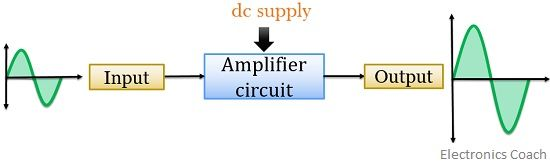 dc supply
Input
Amplifier
circuit
Output
Electronics Coach